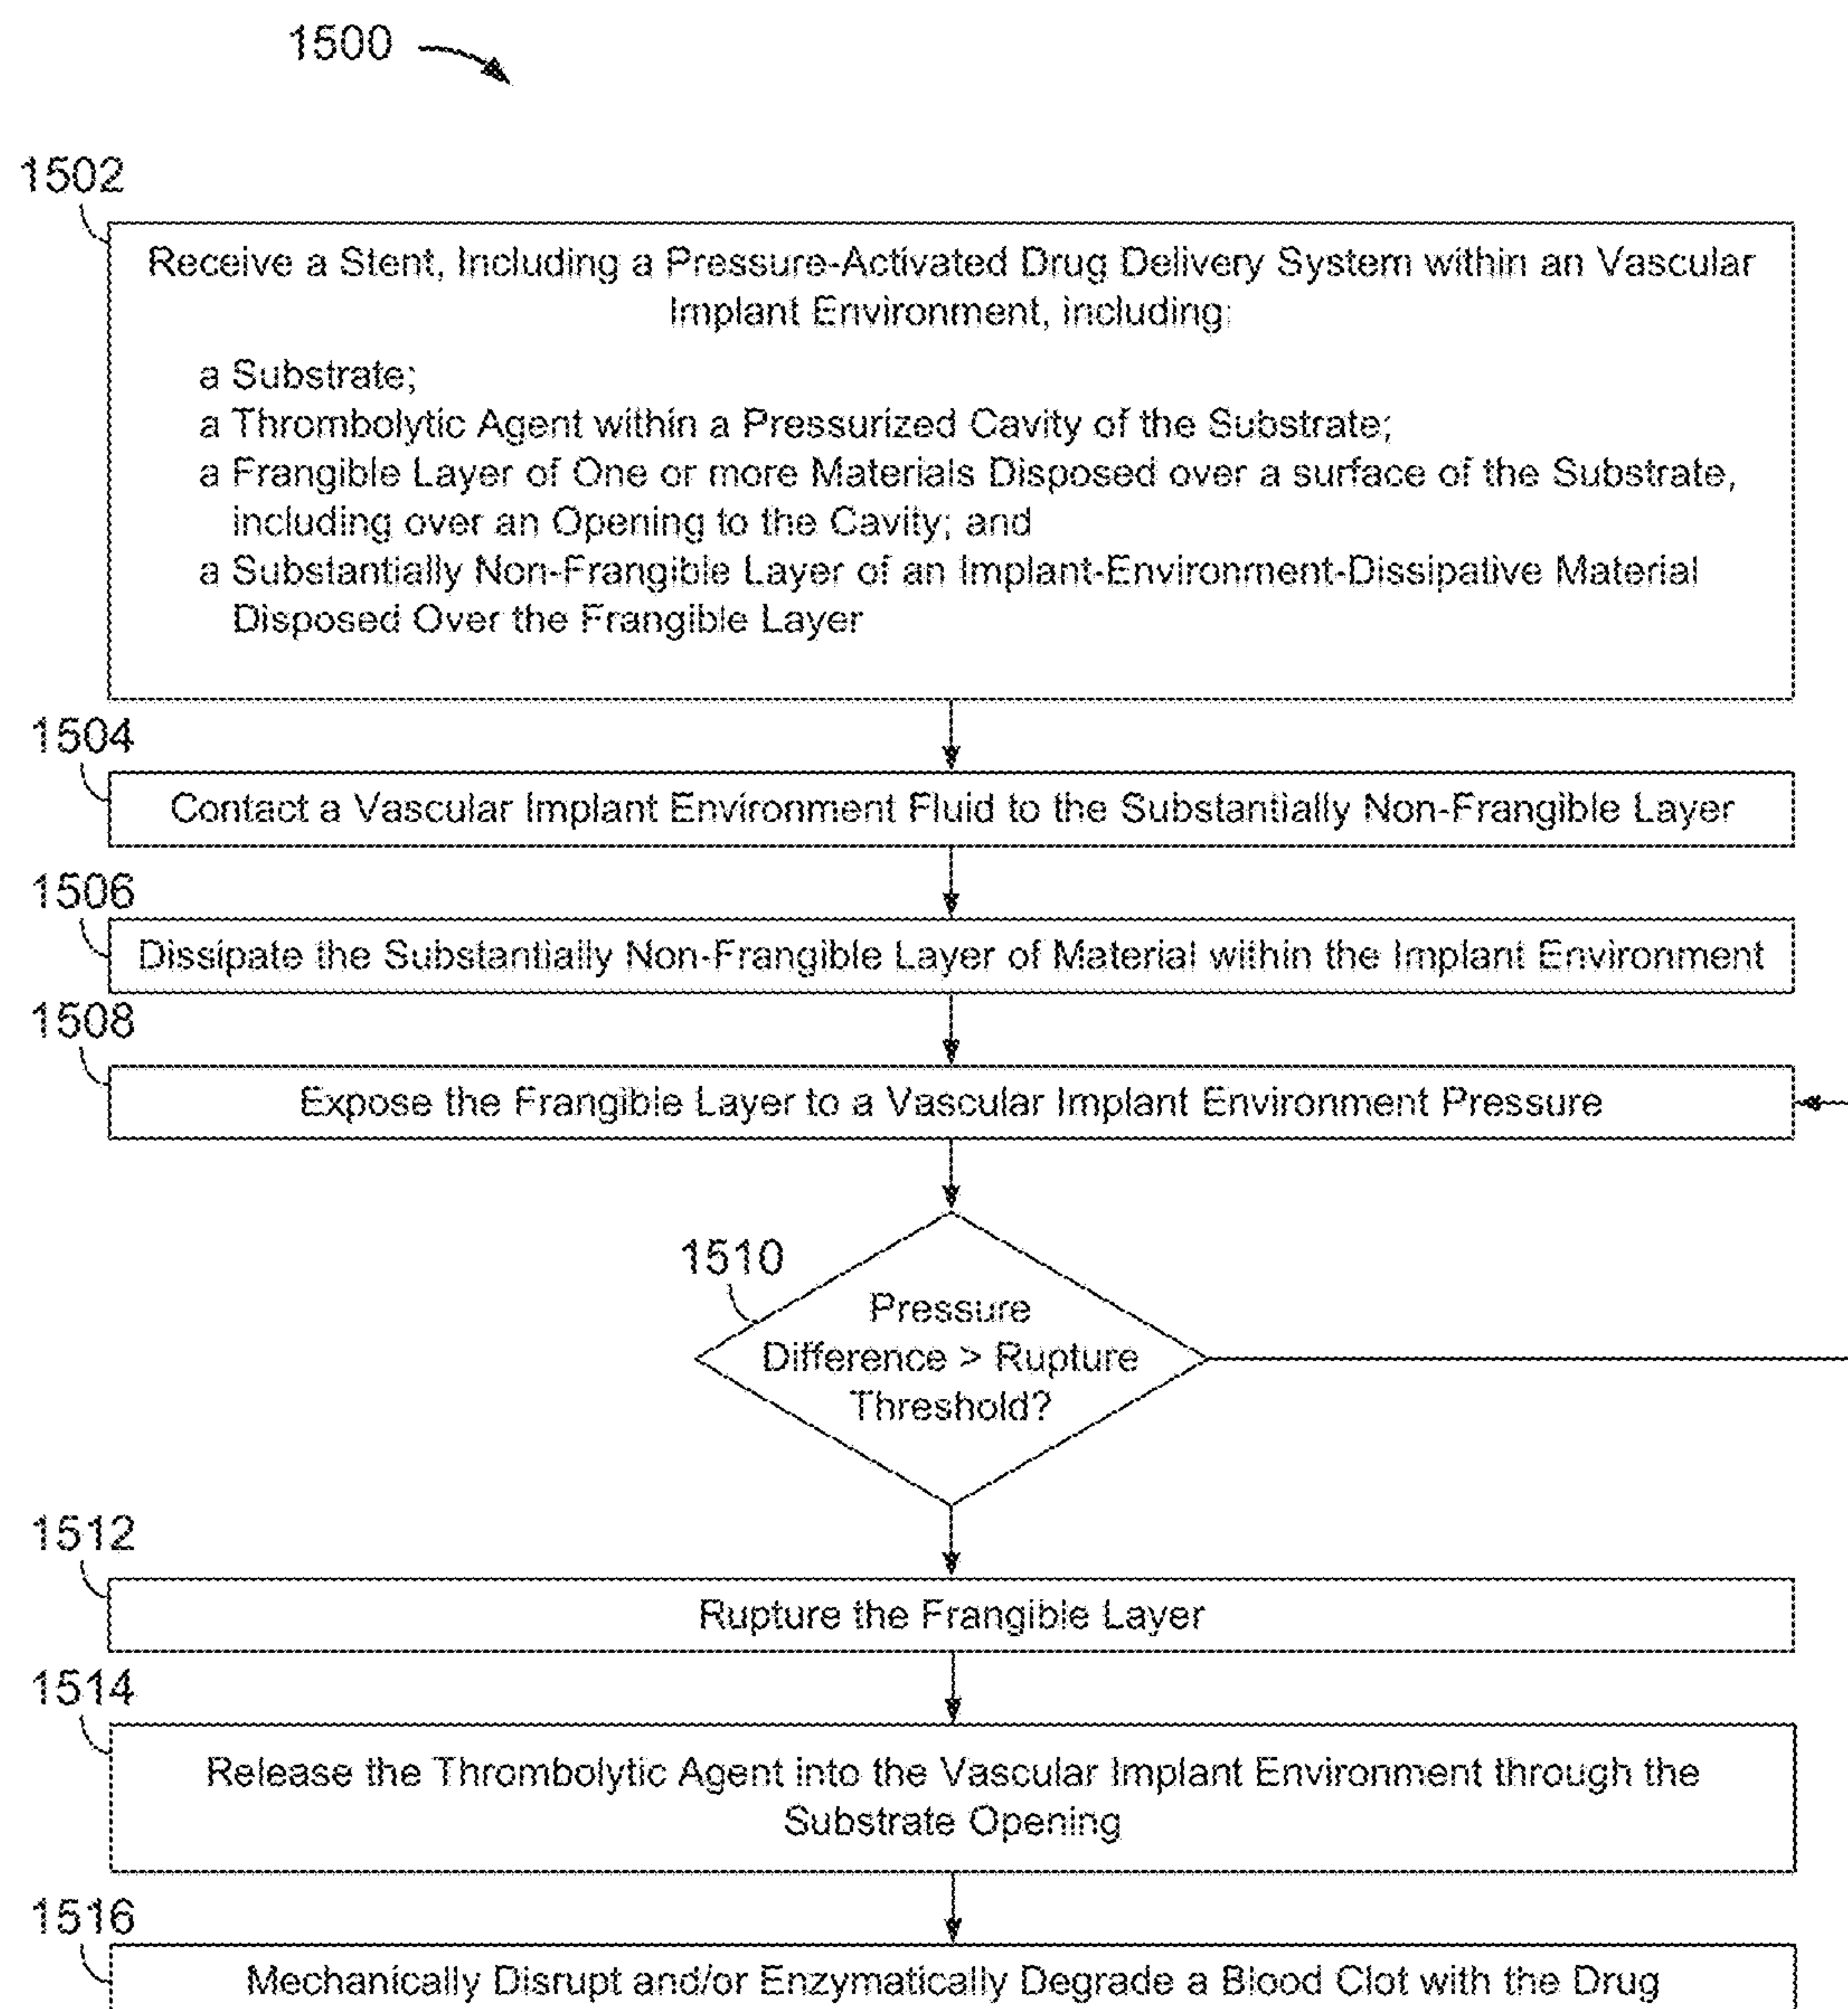 1500
1502
Receive a Stent, Including a Pressure-Activated Drug Delivery System within an Vascular
Implant Environment, including:
a Substrate;
a Thrombolytic Agent within a Pressurized Cavity of the Substrate;
a Frangible Layer of One or more Materials Disposed over a surface of the Substrate,
including over an Opening to the Cavity; and
a Substantially Non-Frangible Layer of an Implant-Environment-Dissipative Material
Disposed Over the Frangible Layer
1504
Contact a Vascular Implant Environment Fluid to the Substantially Non-Frangible Layer
1506
Dissipate the Substantially Non-Frangible Layer of Material within the Implant Environment
1508
Expose the Frangible Layer to a Vascular Implant Environment Pressure
1510
Pressure
Difference > Rupture
Threshold?
1512
Rupture the Frangible Layer
1514
Release the Thrombolytic Agent into the Vascular Implant Environment through the
Substrate Opening
1516
Mechanically Disrupt and/or Enzymatically Degrade a Blood Clot with the Drug